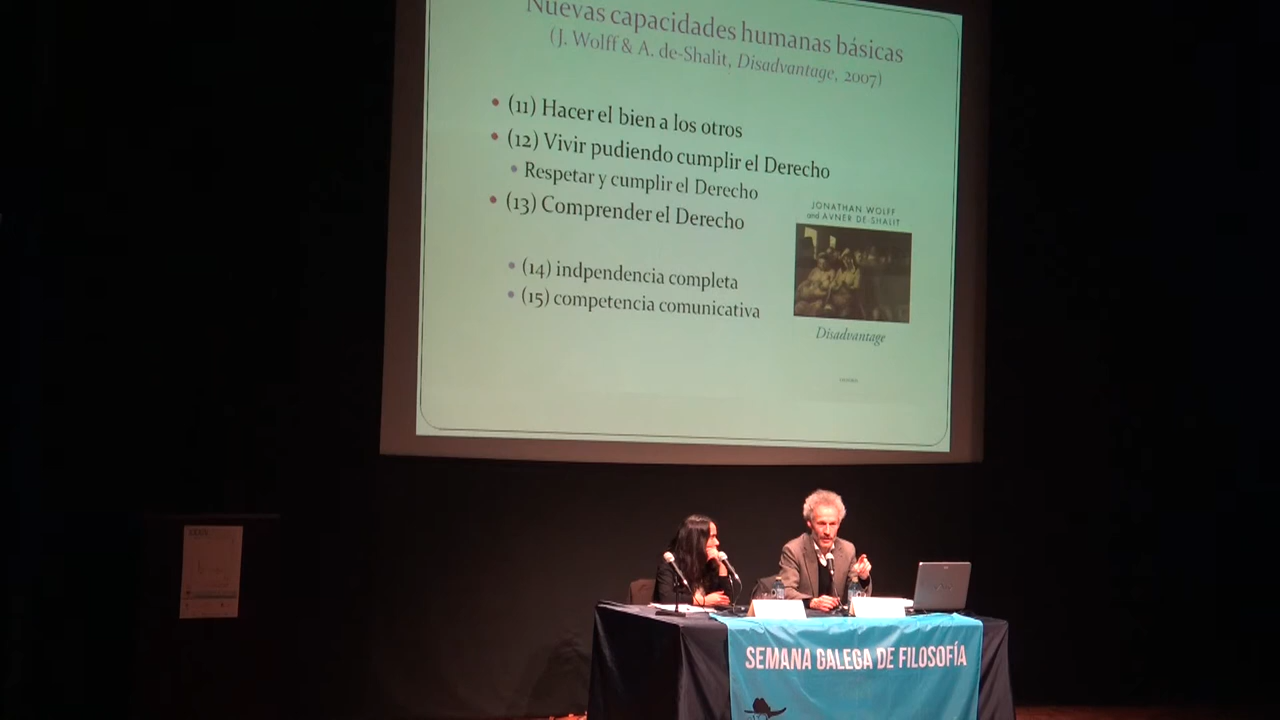 Nuevas capacidades humanas básicas
(J. Wolff & A. de-Shalit, Disadvantage, 2007)
• (11) Hacer el bien a los otros
• (12) Vivir pudiendo cumplir el Derecho
• Respetar y cumplir el Derecho
• (13) Comprender el Derecho
• (14) indpendencia completa
• (15) competencia comunicativa
JONATHAN WOLFF
and AVNER DE-SHALIT
Disadvantage
SEMANA GALEGA DE FILOSOFÍA